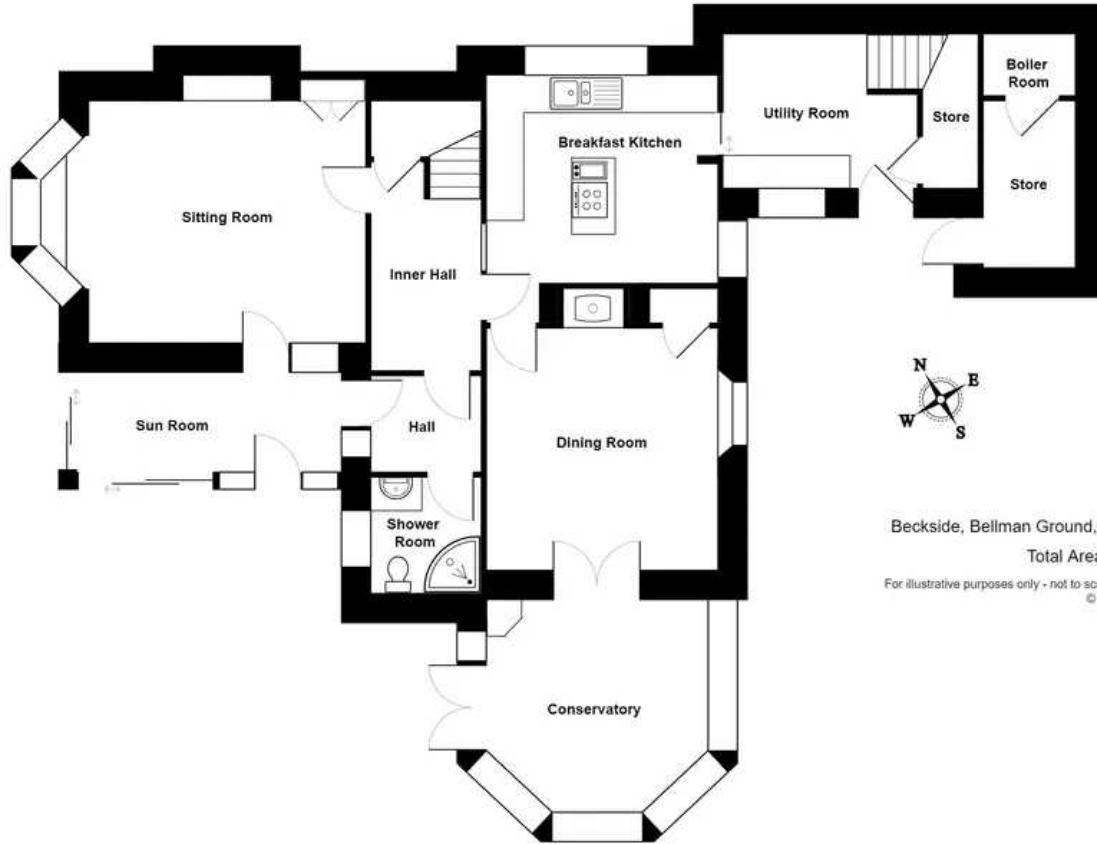 Boiler
Room
Utility Room
Store
Breakfast Kitchen
Store
Sitting Room
Inner Hall
N
E
W
S
Sun Room
Hall
Dining Room
Shower
Room
Beckside, Bellman Ground,
Total Area
For illustrative purposes only - not to sc
©
Conservatory